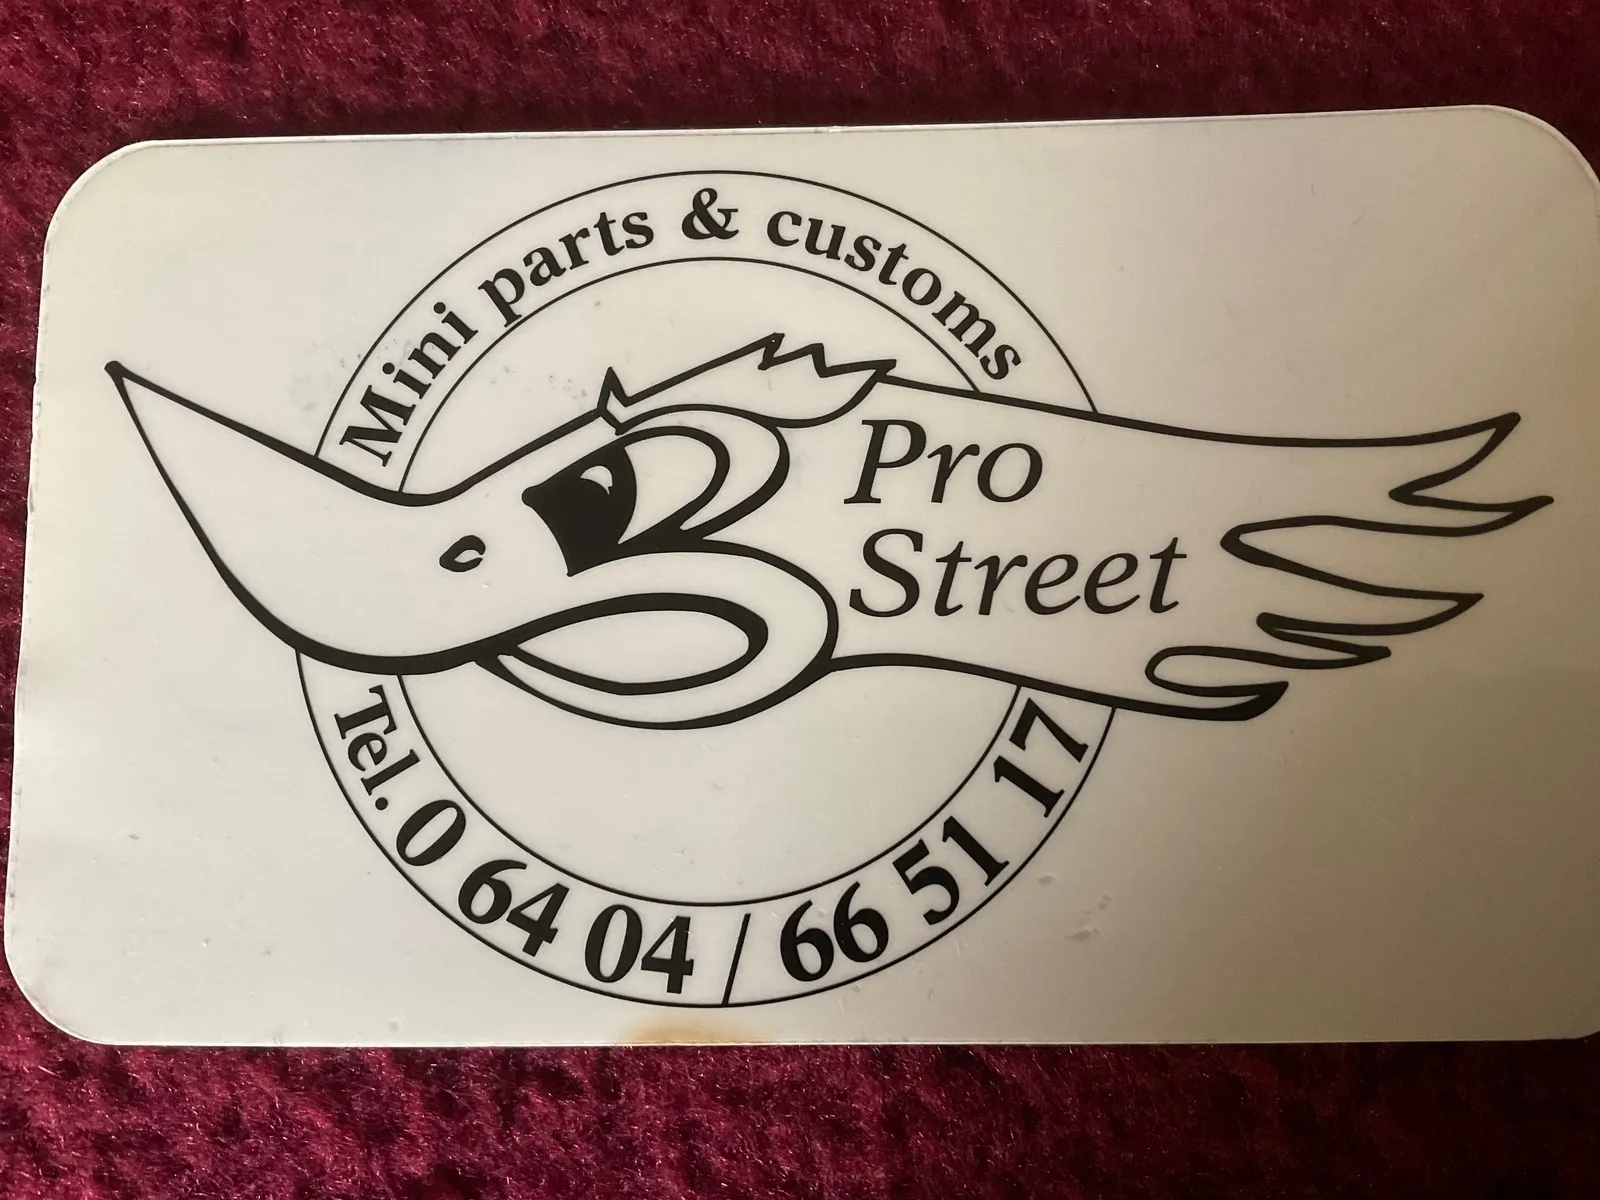 Mini parts & customs
Pro
Street
Tel. 0 64 04 / 66 51 17